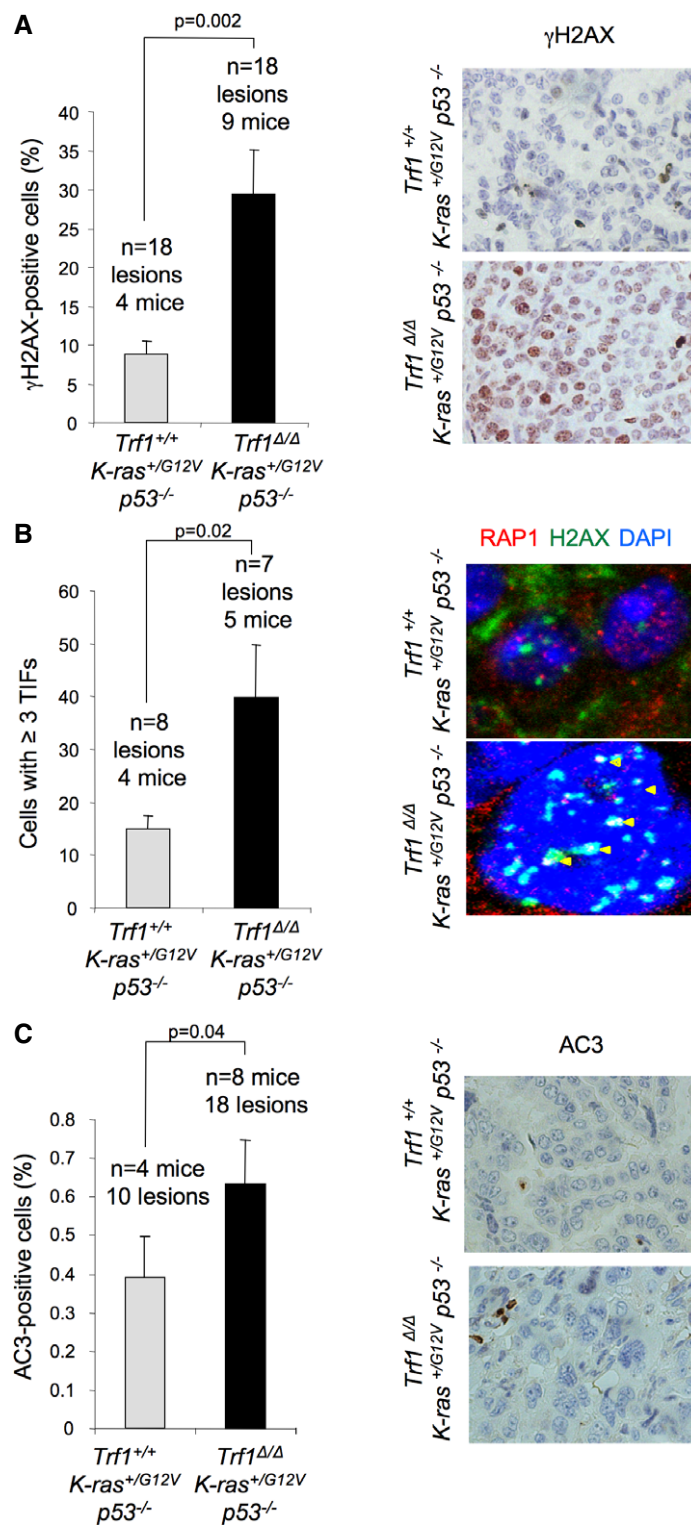 A
p=0.002
n=18
lesions
9 mice
n=18
lesions
4 mice
γH2AX-positive cells (%)
40
35
30
25
20
15
10
5
0
Trf1+/+
K-ras+/G12V
p53-/-
Trf 1Δ/Δ
K-ras+/G12V
p53-/-
γH2AX
Trf1 +/+
K-ras +/G12V p53 -/-
Trf1 Δ/Δ
K-ras +/G12V p53 -/-
B
p=0.02
n=7
lesions
5 mice
n=8
lesions
4 mice
Cells with ≥ 3 TIFs
60
50
40
30
20
10
0
Trf1+/+
K-ras+/G12V
p53-/-
Trf1Δ/Δ
K-ras+/G12V
p53-/-
RAP1 H2AX DAPI
Trf1 +/+
K-ras +/G12V p53 -/-
Trf1 Δ/Δ
K-ras +/G12V p53 -/-
C
p=0.04
n=8 mice
18 lesions
n=4 mice
10 lesions
AC3-positive cells (%)
0.8
0.7
0.6
0.5
0.4
0.3
0.2
0.1
0
Trf1+/+
K-ras+/G12V
p53-/-
Trf1Δ/Δ
K-ras+/G12V
p53-/-
AC3
Trf1 +/+
K-ras +/G12V p53 -/-
Trf1 Δ/Δ
K-ras +/G12V p53 -/-